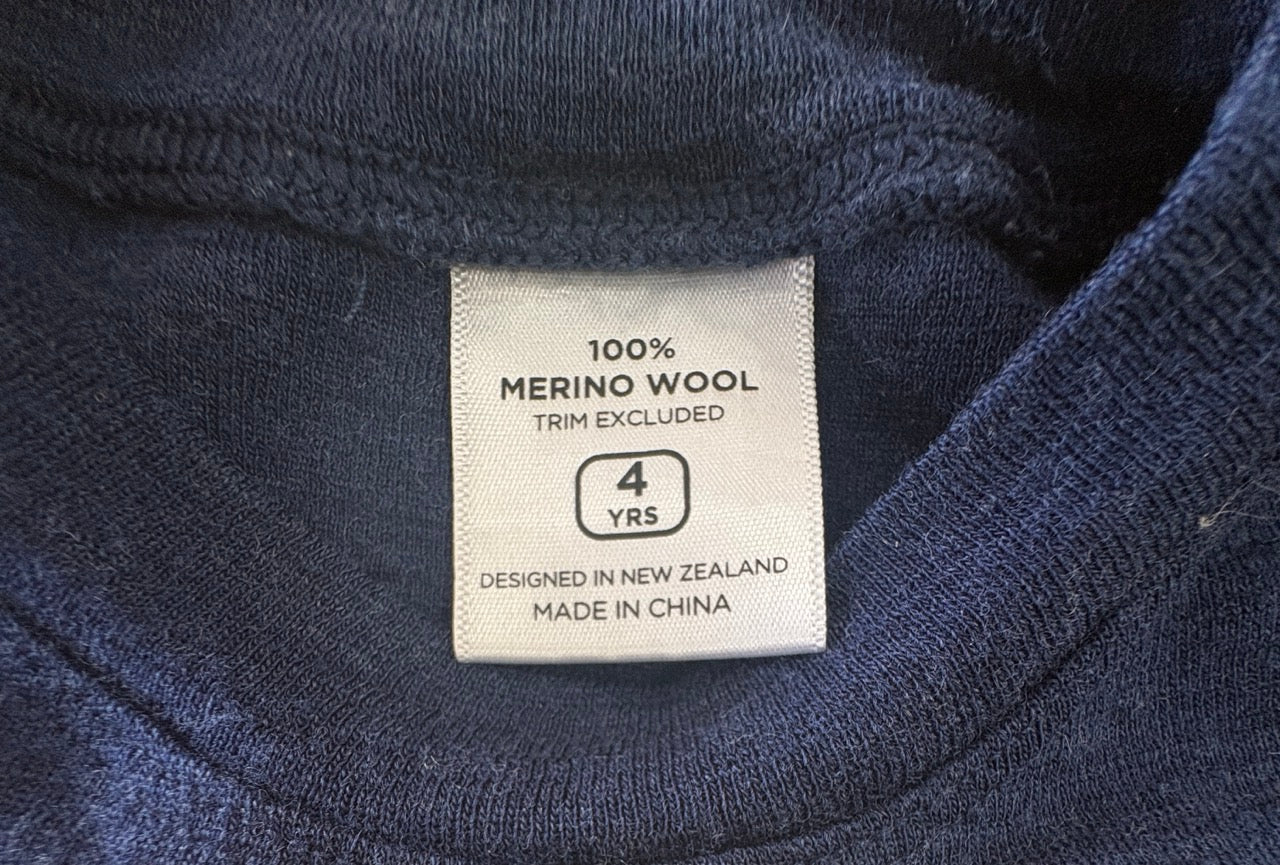 100%
MERINO WOOL
TRIM EXCLUDED
4
YRS
DESIGNED IN NEW ZEALAND
MADE IN CHINA